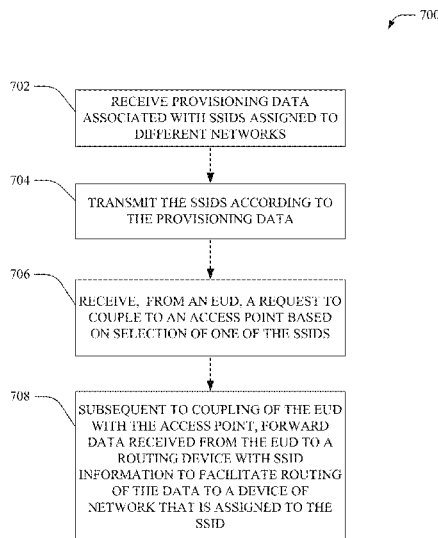 700
702
RECEIVE PROVISIONING DATA
ASSOCIATED WITH SSIDS ASSIGNED TO
DIFFERENT NETWORKS
704
TRANSMIT THE SSIDS ACCORDING TO
THE PROVISIONING DATA
706
RECEIVE, FROM AN EUD, A REQUEST TO
COUPLE TO AN ACCESS POINT BASED
ON SELECTION OF ONE OF THE SSIDS
708
SUBSEQUENT TO COUPLING OF THE EUD
WITH THE ACCESS POINT, FORWARD
DATA RECEIVED FROM THE EUD TO A
ROUTING DEVICE WITH SSID
INFORMATION TO FACILITATE ROUTING
OF THE DATA TO A DEVICE OF
NETWORK THAT IS ASSIGNED TO THE
SSID